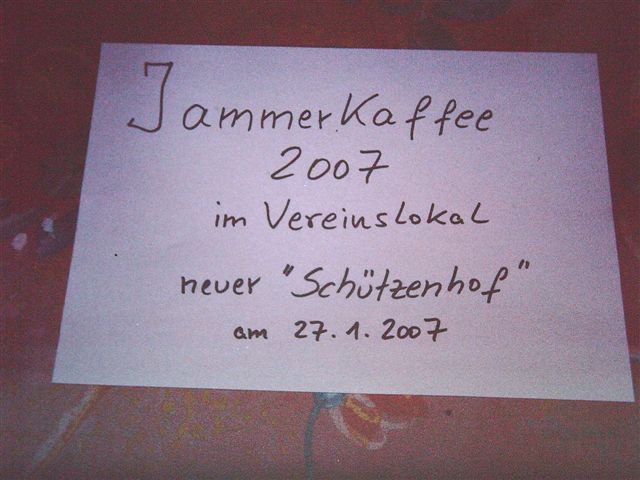 JammerKaffee
2007
im Vereinslokal
neuer "Schützenhof"
am 27.1.2007